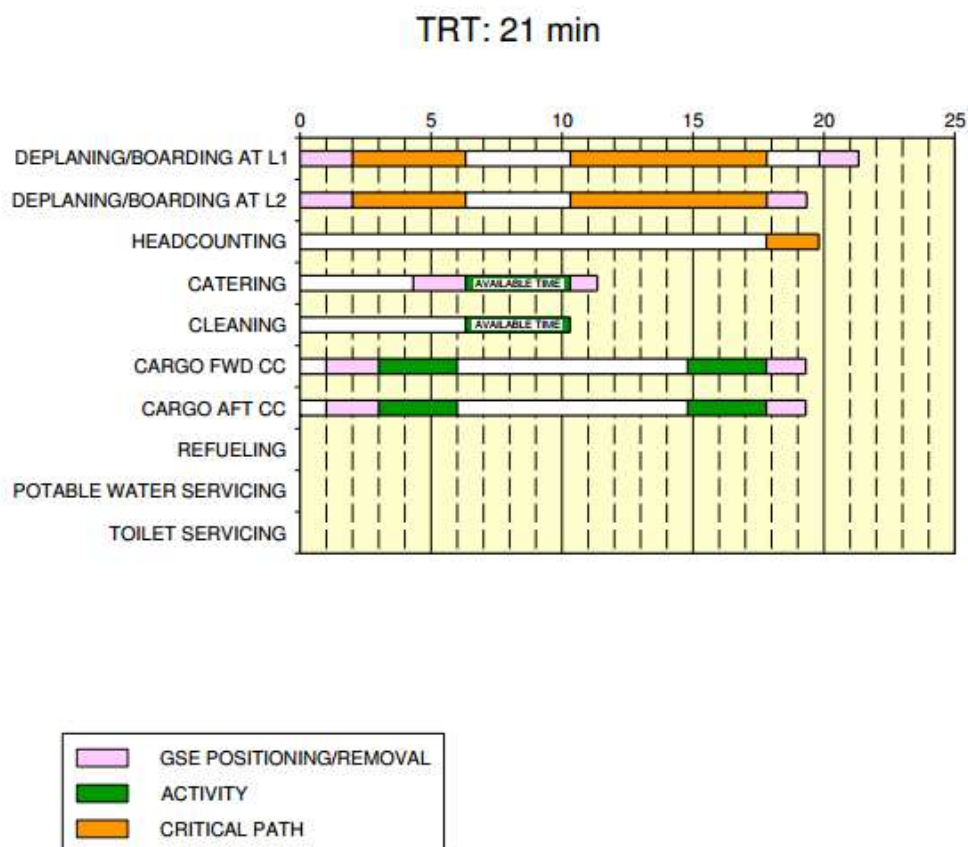 TRT: 21 min
0 5 10 15 20 25
DEPLANING/BOARDING AT L1
DEPLANING/BOARDING AT L2
HEADCOUNTING
CATERING AVAILABLE TIME
CLEANING AVAILABLE TIME
CARGO FWD CC
CARGO AFT CC
REFUELING
POTABLE WATER SERVICING
TOILET SERVICING
GSE POSITIONING/REMOVAL
ACTIVITY
CRITICAL PATH